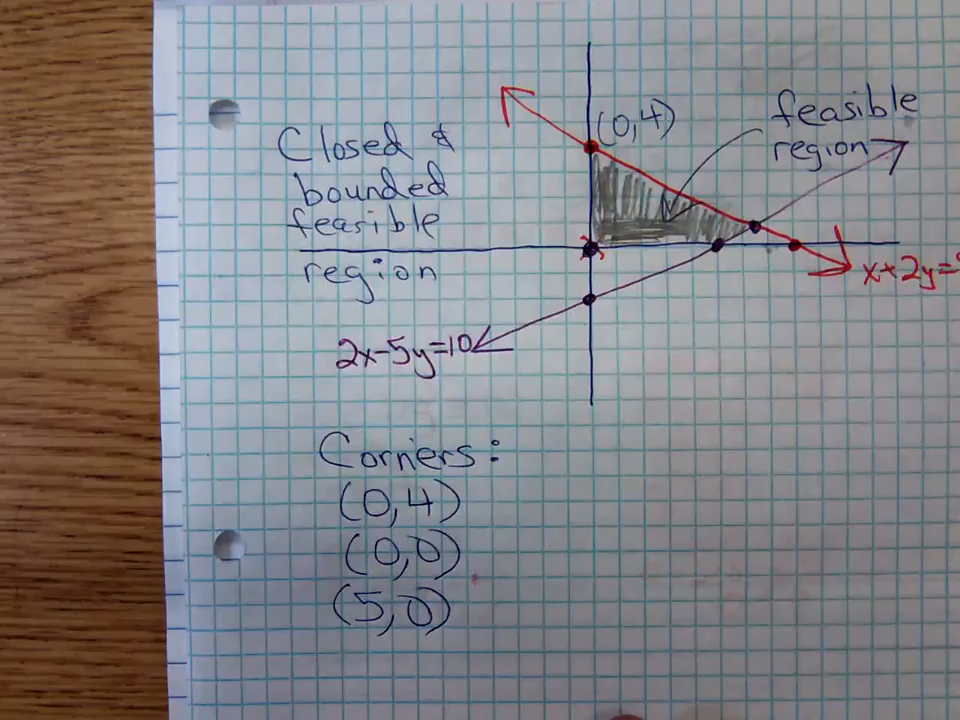 Closed &
bounded
feasible
region
(0,4)
feasible
region
x+2y=
2x-5y=10
Corners:
(0,4)
(0,0)
(5,0)